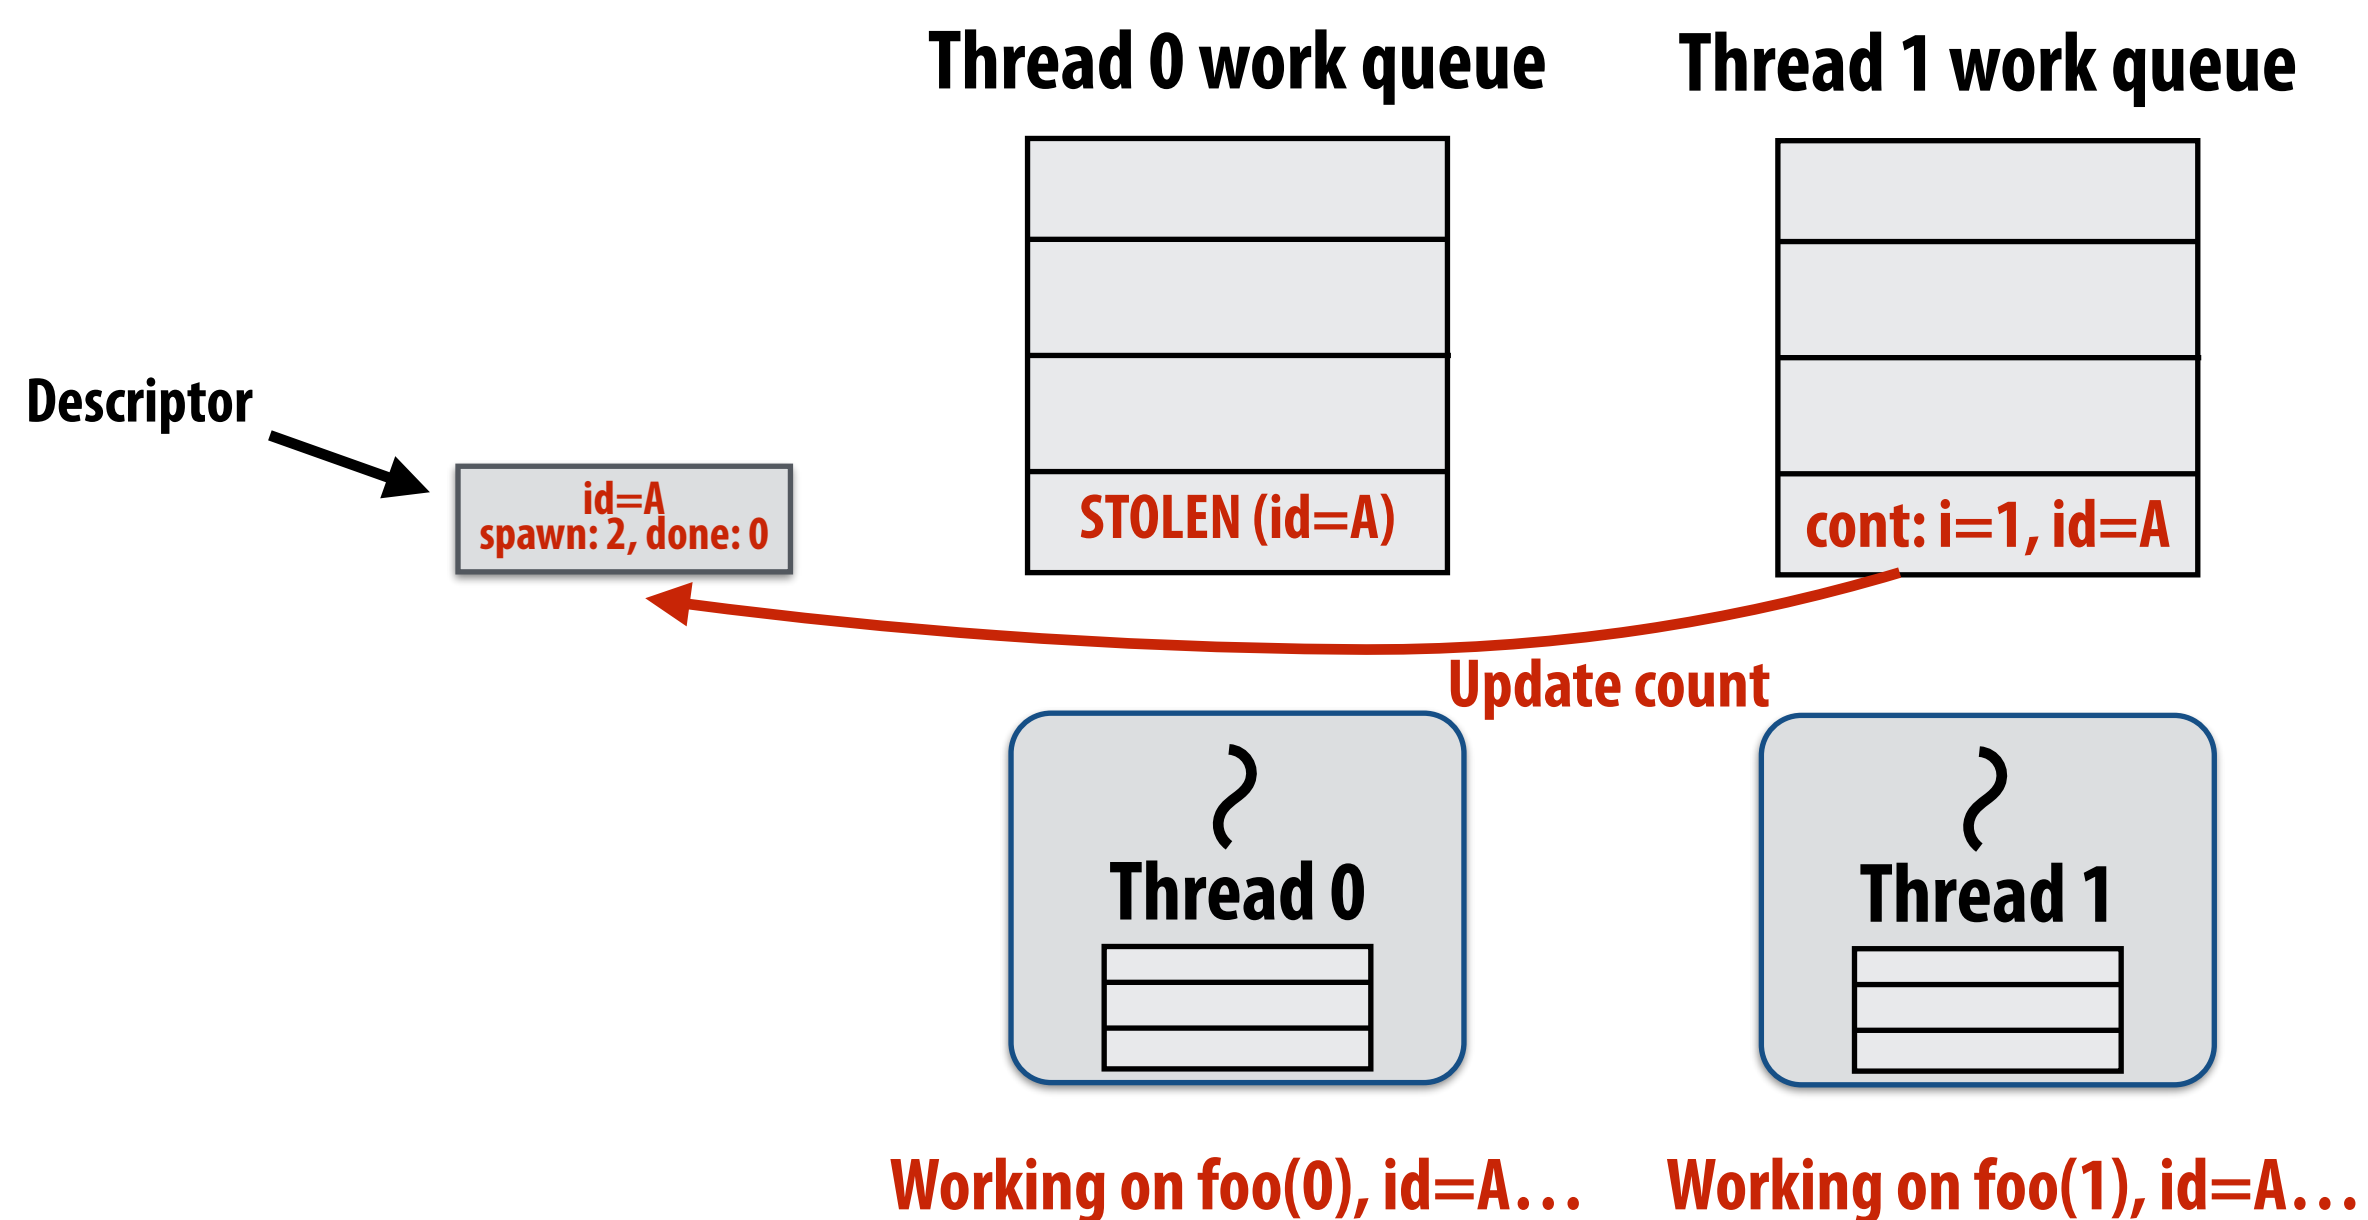 Thread 0 work queue
Thread 1 work queue
Descriptor
id=A
spawn: 2, done: 0
STOLEN (id=A)
cont: i=1, id=A
Update count
Thread 0
Thread 1
Working on foo(0), id=A…
Working on foo(1), id=A…